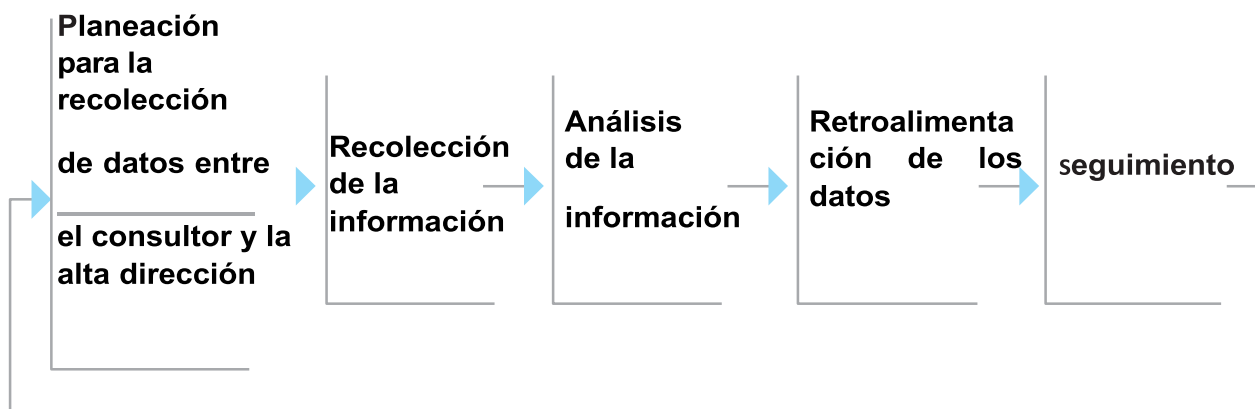 Planeación
para la
recolección
de datos entre
el consultor y la
alta dirección
Recolección
de la
información
Análisis
de la
información
Retroalimenta
ción de los
datos
seguimiento